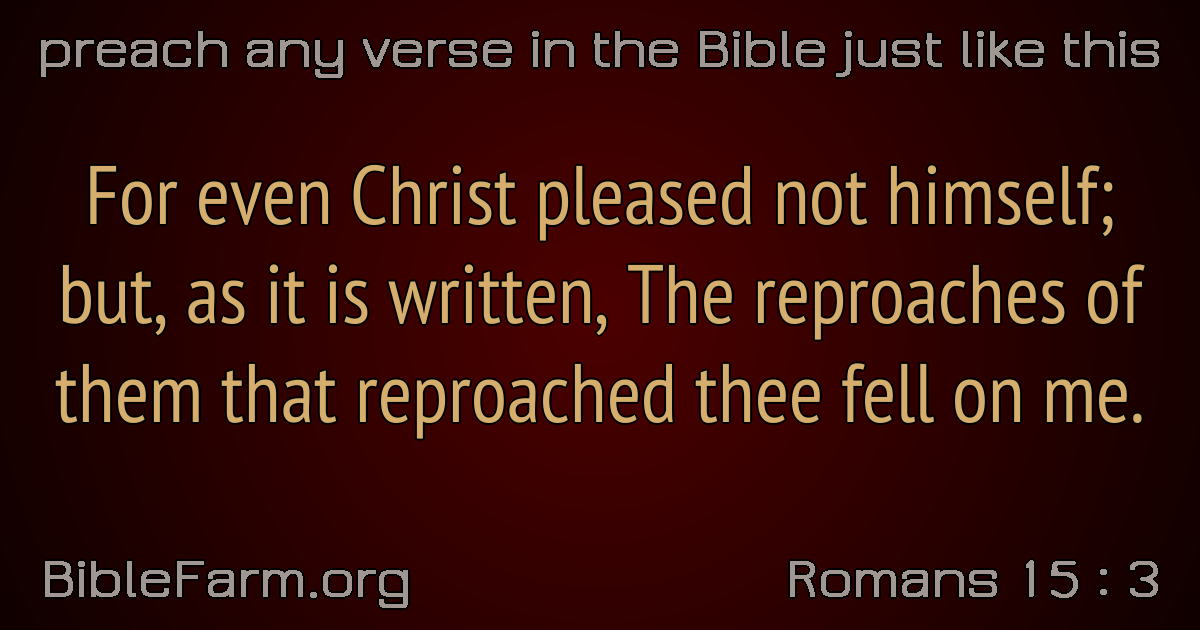 preach any verse in the Bible just like this
For even Christ pleased not himself;
but, as it is written, The reproaches of
them that reproached thee fell on me.
BibleFarm.org
Romans 15 : 3